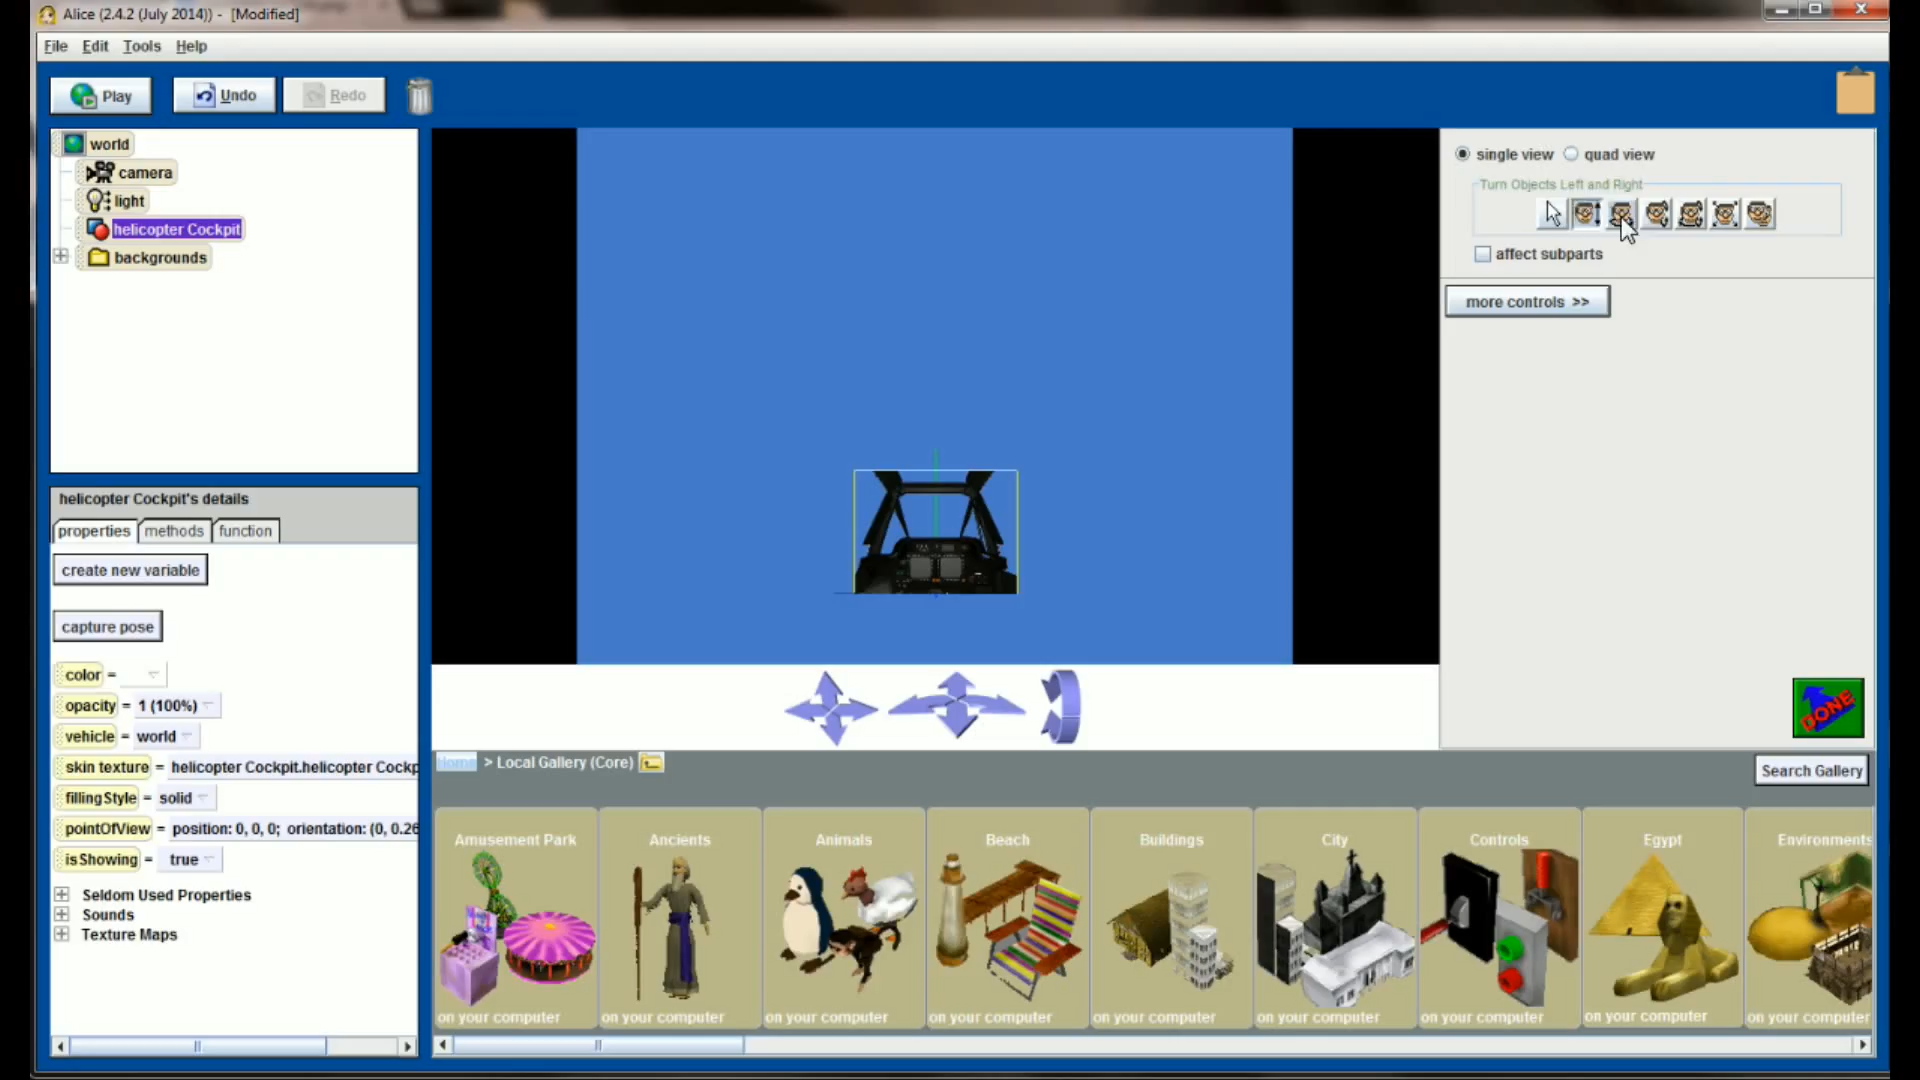 Alice (2.4.2 (July 2014)) - [Modified]
File Edit Tools Help
Play Undo Redo
world
camera
light
helicopter Cockpit
backgrounds
single view quad view
Turn Objects Left and Right
affect subparts
more controls >>
helicopter Cockpit's details
properties methods function
create new variable
capture pose
color =
opacity = 1 (100%)
vehicle = world
skin texture = helicopter Cockpit.helicopter Cockp
fillingStyle = solid
pointOfView = position: 0, 0, 0; orientation: (0, 0.26
isShowing = true
Seldom Used Properties
Sounds
Texture Maps
DONE
Home > Local Gallery (Core)
Search Gallery
Amusement Park Ancients Animals Beach Buildings City Controls Egypt Environments
on your computer on your computer on your computer on your computer on your computer on your computer on your computer on your computer on your computer